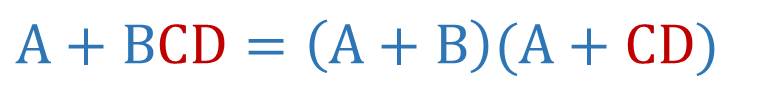 A + BCD = (A + B)(A + CD)